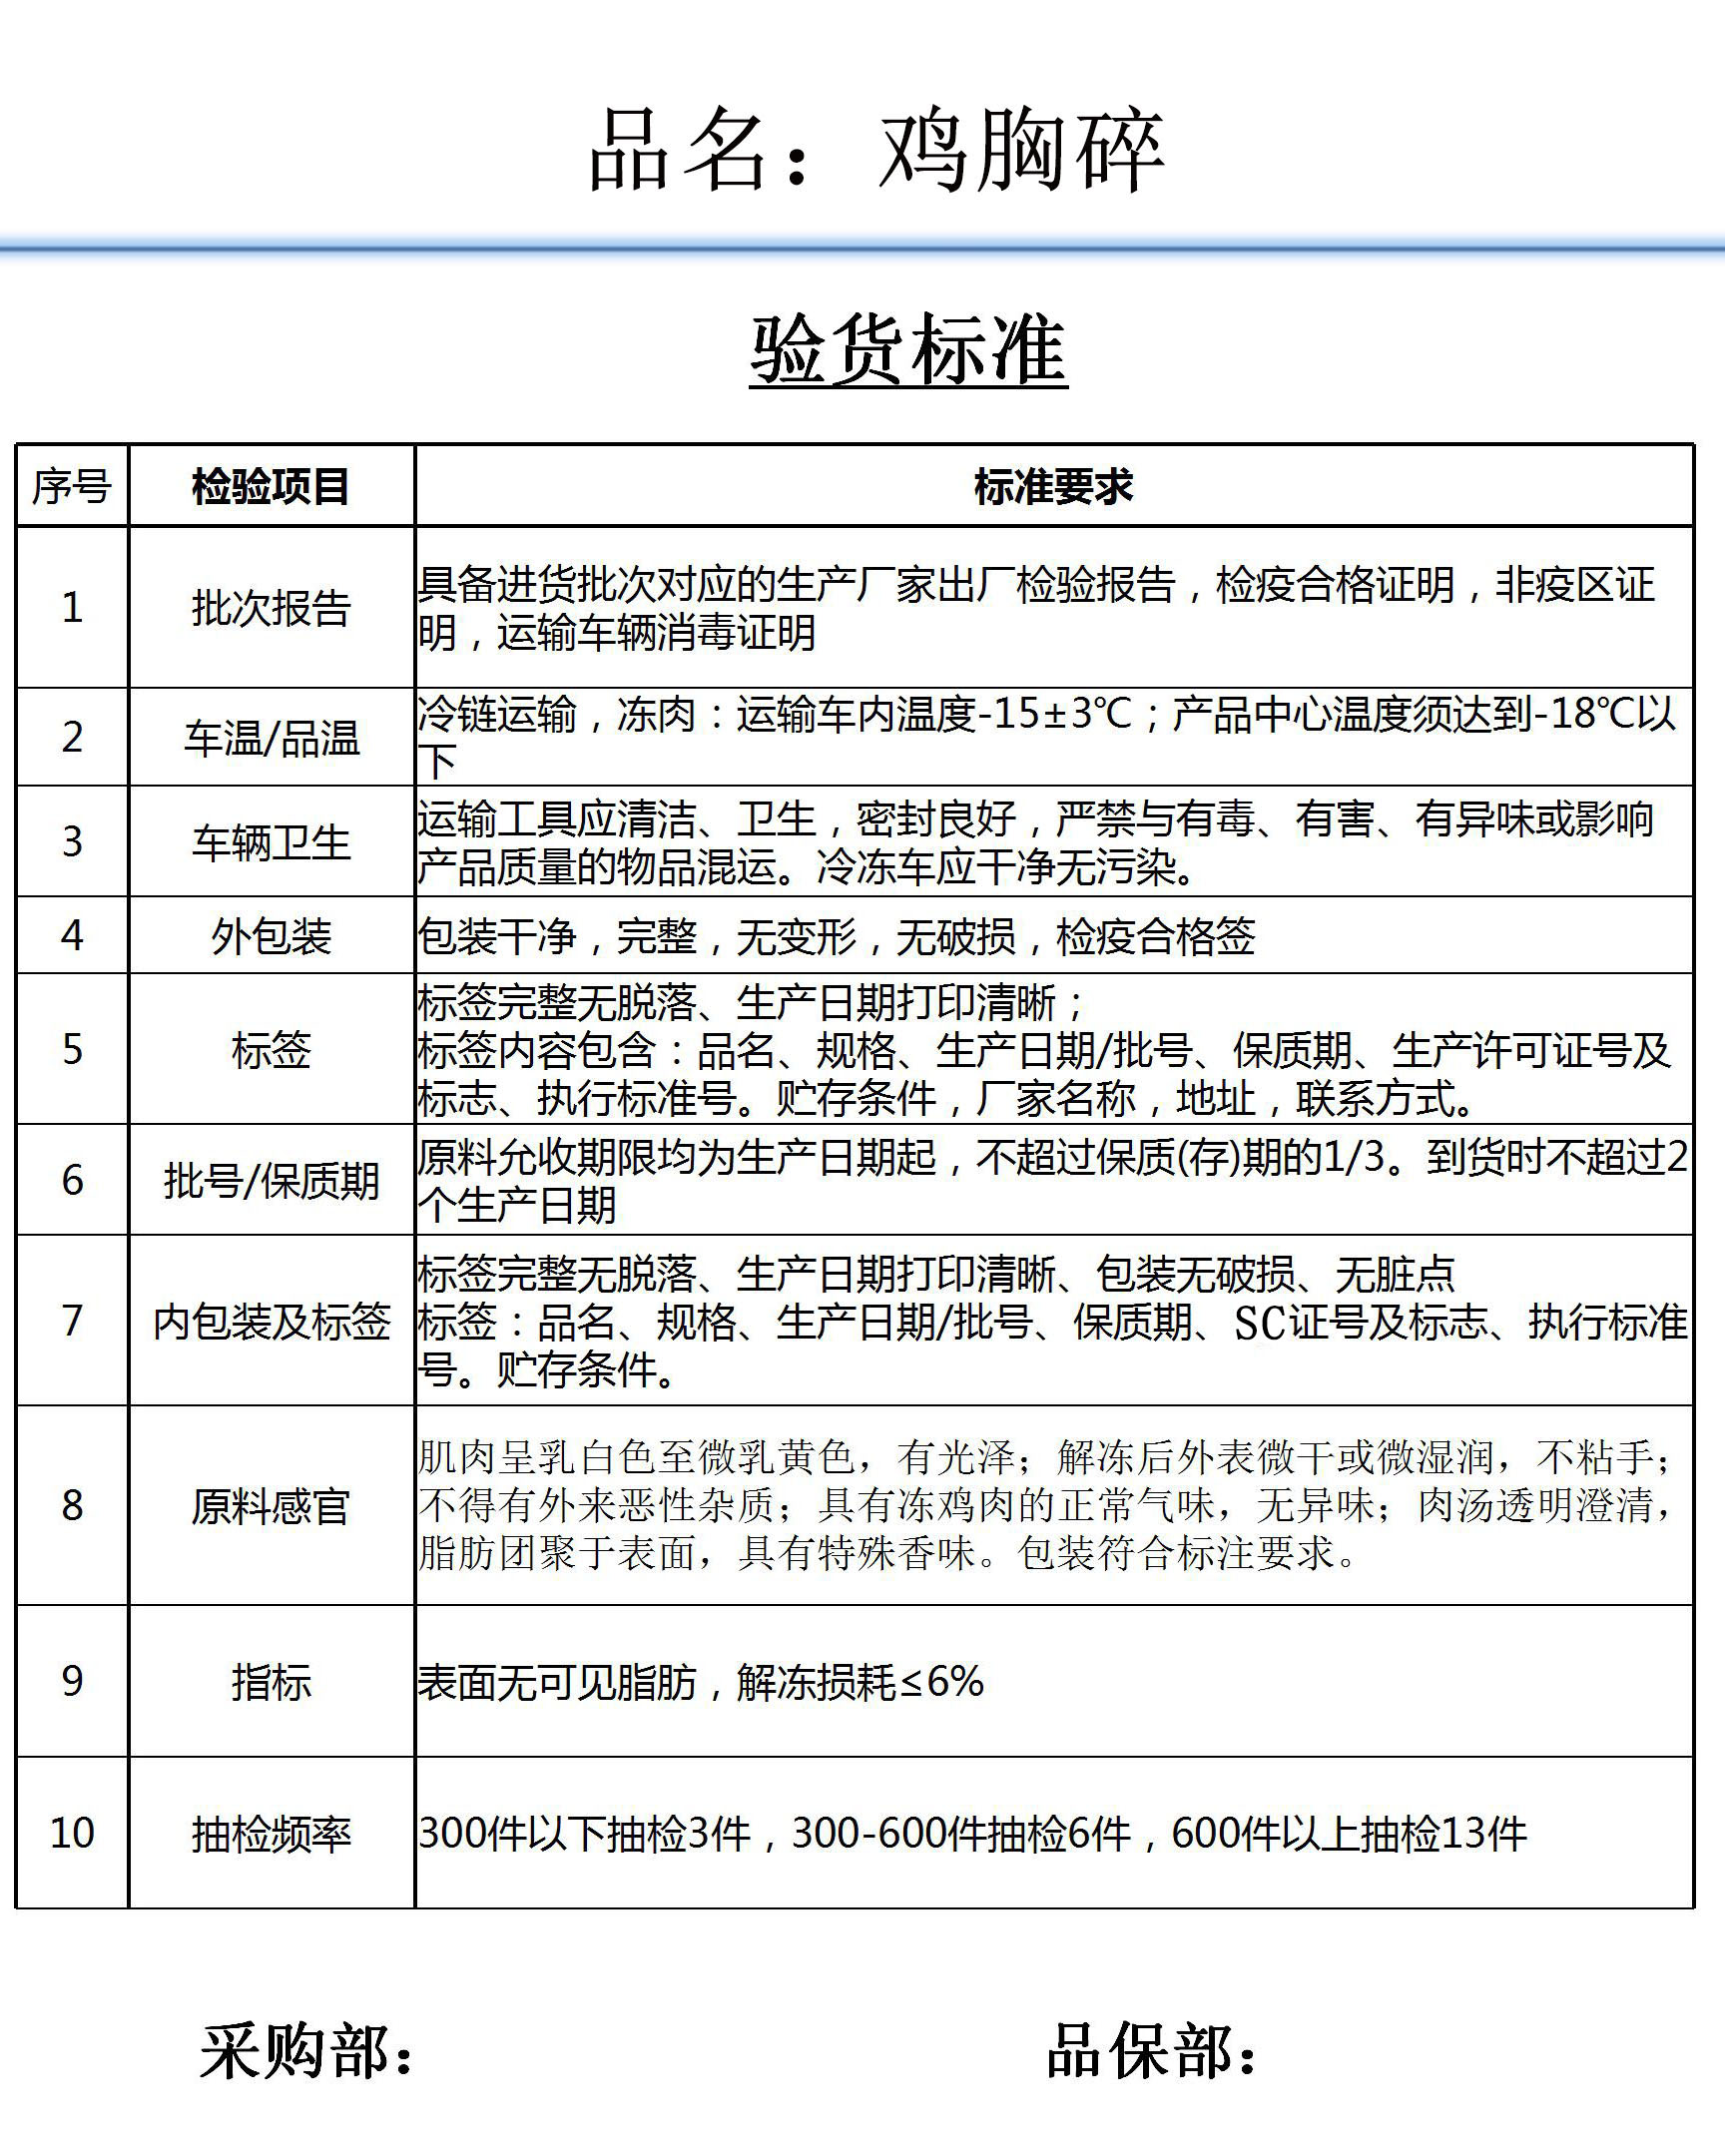 品名：鸡胸碎
验货标准
序号 检验项目 标准要求
1 批次报告 具备进货批次对应的生产厂家出厂检验报告，检疫合格证明，非疫区证
明，运输车辆消毒证明
2 车温/品温 冷链运输，冻肉：运输车内温度-15±3℃；产品中心温度须达到-18℃以
下
3 车辆卫生 运输工具应清洁、卫生，密封良好，严禁与有毒、有害、有异味或影响
产品质量的物品混运。冷冻车应干净无污染。
4 外包装 包装干净，完整，无变形，无破损，检疫合格签
5 标签 标签完整无脱落、生产日期打印清晰；
标签内容包含：品名、规格、生产日期/批号、保质期、生产许可证号及
标志、执行标准号。贮存条件，厂家名称，地址，联系方式。
6 批号/保质期 原料允收期限均为生产日期起，不超过保质(存)期的1/3。到货时不超过2
个生产日期
7 内包装及标签 标签完整无脱落、生产日期打印清晰、包装无破损、无脏点
标签：品名、规格、生产日期/批号、保质期、SC证号及标志、执行标准
号。贮存条件。
8 原料感官 肌肉呈乳白色至微乳黄色，有光泽；解冻后外表微干或微湿润，不粘手；
不得有外来恶性杂质；具有冻鸡肉的正常气味，无异味；肉汤透明澄清，
脂肪团聚于表面，具有特殊香味。包装符合标注要求。
9 指标 表面无可见脂肪，解冻损耗≤6%
10 抽检频率 300件以下抽检3件，300-600件抽检6件，600件以上抽检13件
采购部： 品保部：